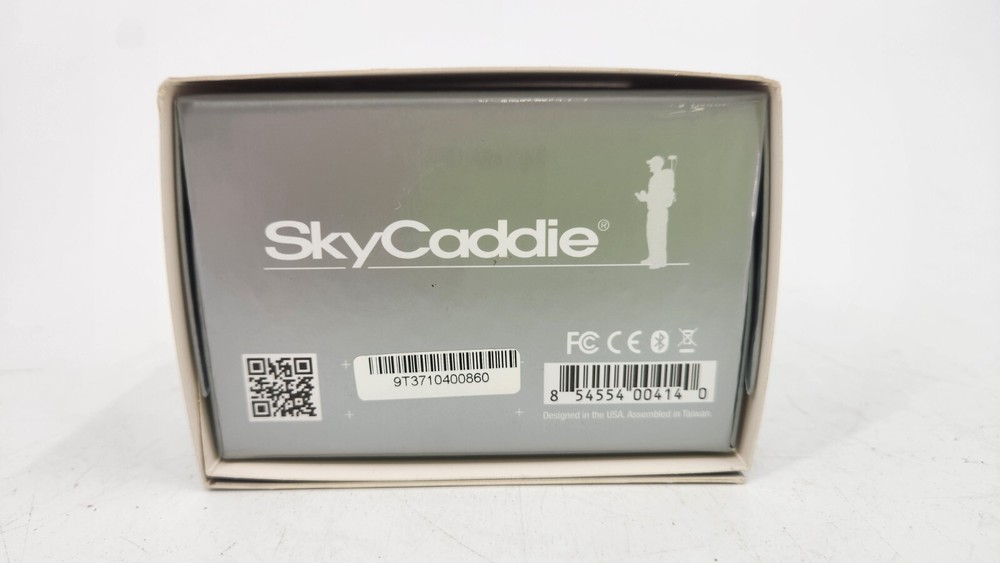 SkyCaddie®
FC CE
9T3710400860
8 54554 00414 0
Designed in the USA. Assembled in Taiwan.